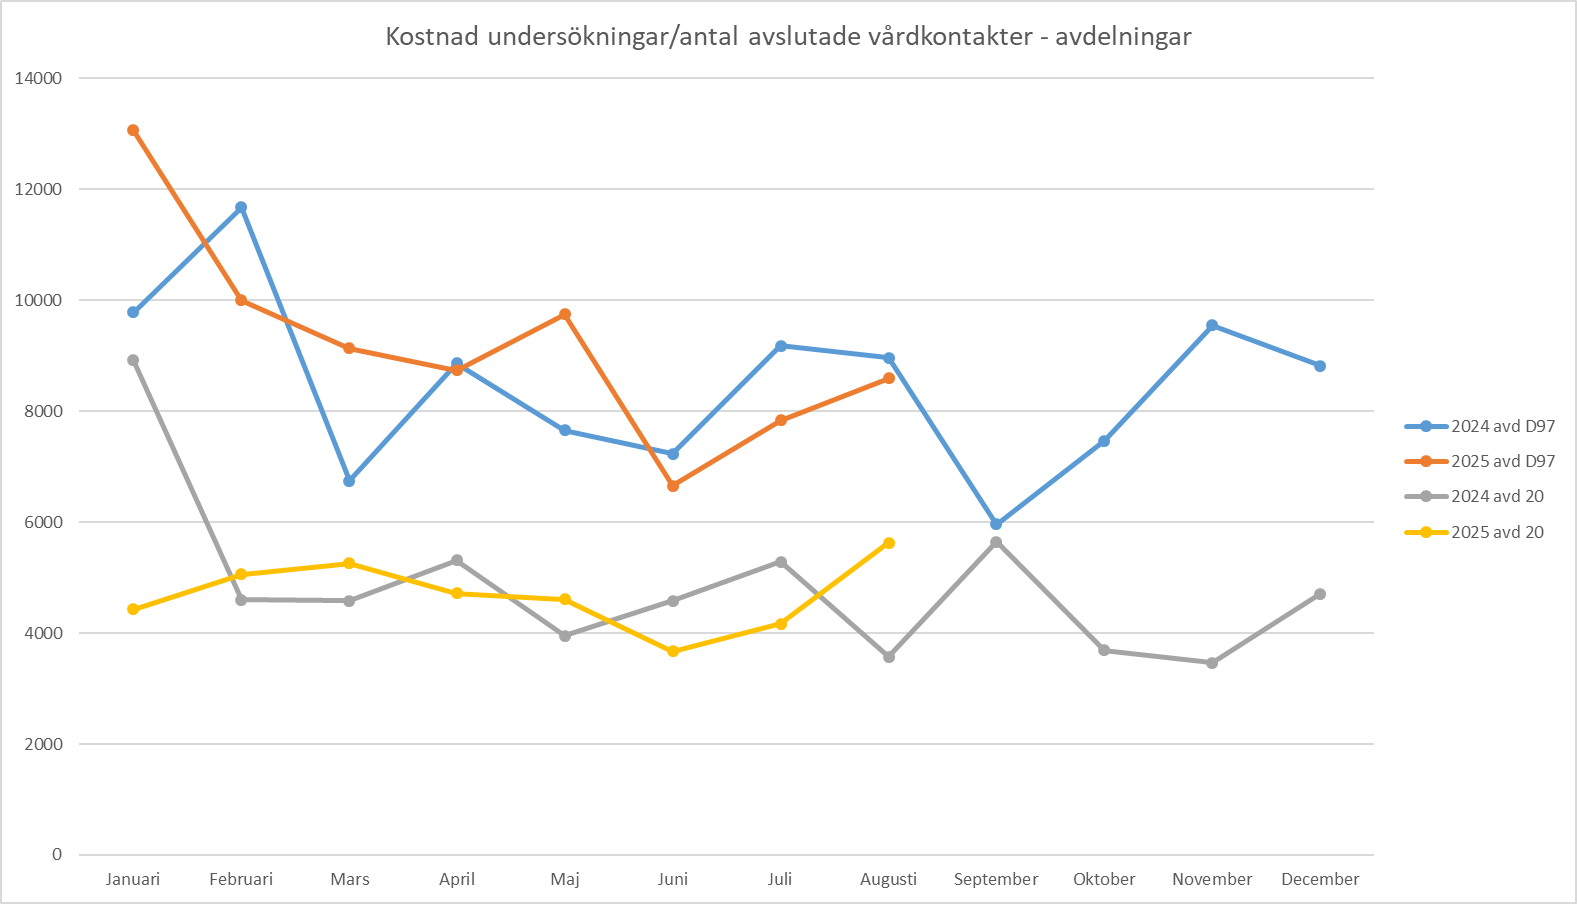 Kostnad undersökningar/antal avslutade vårdkontakter - avdelningar
14000
12000
10000
8000
6000
4000
2000
0
Januari Februari Mars April Maj Juni Juli Augusti September Oktober November December
2024 avd D97
2025 avd D97
2024 avd 20
2025 avd 20